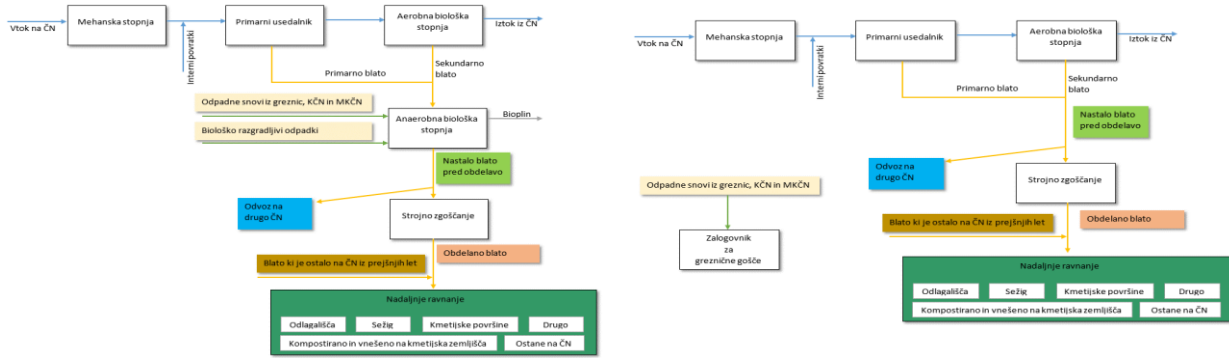 Vtok na ČN
Mehanska stopnja
Interni povratki
Primarni usedalnik
Aerobna biološka
stopnja
Iztok iz ČN
Primarno blato
Sekundarno
blato
Odpadne snovi iz greznic, KČN in MKČN
Biološko razgradljivi odpadki
Anaerobna biološka
stopnja
Bioplin
Nastalo blato
pred obdelavo
Odvoz na
drugo ČN
Strojno zgoščanje
Obdelano blato
Blato ki je ostalo na ČN iz prejšnjih let
Nadaljnje ravnanje
Odlagališča
Sežig
Kmetijske površine
Drugo
Kompostirano in vnešeno na kmetijska zemljišča
Ostane na ČN
Vtok na ČN
Mehanska stopnja
Interni povratki
Primarni usedalnik
Aerobna biološka
stopnja
Iztok iz ČN
Primarno blato
Sekundarno
blato
Nastalo blato
pred obdelavo
Odvoz na
drugo ČN
Odpadne snovi iz greznic, KČN in MKČN
Strojno zgoščanje
Zalogovnik
za
greznične gošče
Obdelano blato
Blato ki je ostalo na ČN iz prejšnjih let
Nadaljnje ravnanje
Odlagališča
Sežig
Kmetijske površine
Drugo
Kompostirano in vnešeno na kmetijska zemljišča
Ostane na ČN